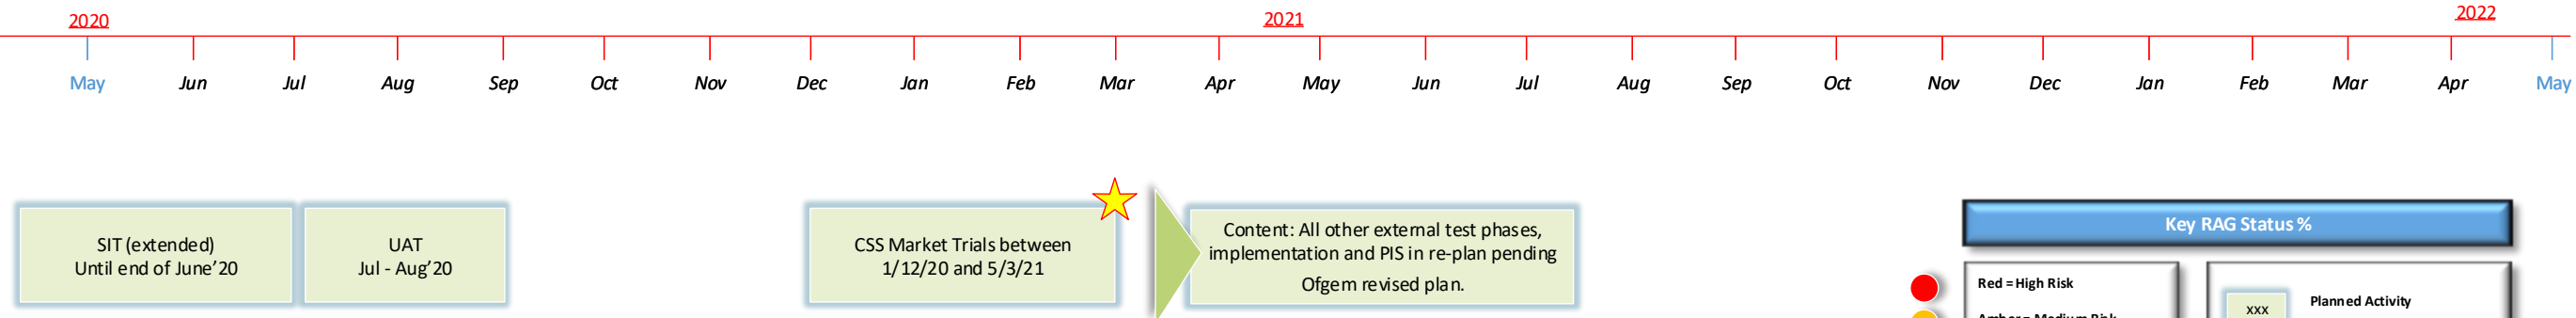 2020 2021 2022
May Jun Jul Aug Sep Oct Nov Dec Jan Feb Mar Apr May Jun Jul Aug Sep Oct Nov Dec Jan Feb Mar Apr May
SIT (extended)
Until end of June'20
UAT
Jul - Aug'20
CSS Market Trials between
1/12/20 and 5/3/21
Content: All other external test phases,
implementation and PIS in re-plan pending
Ofgem revised plan.
Key RAG Status %
Red = High Risk
Amber = Medium Risk
xxx
Planned Activity